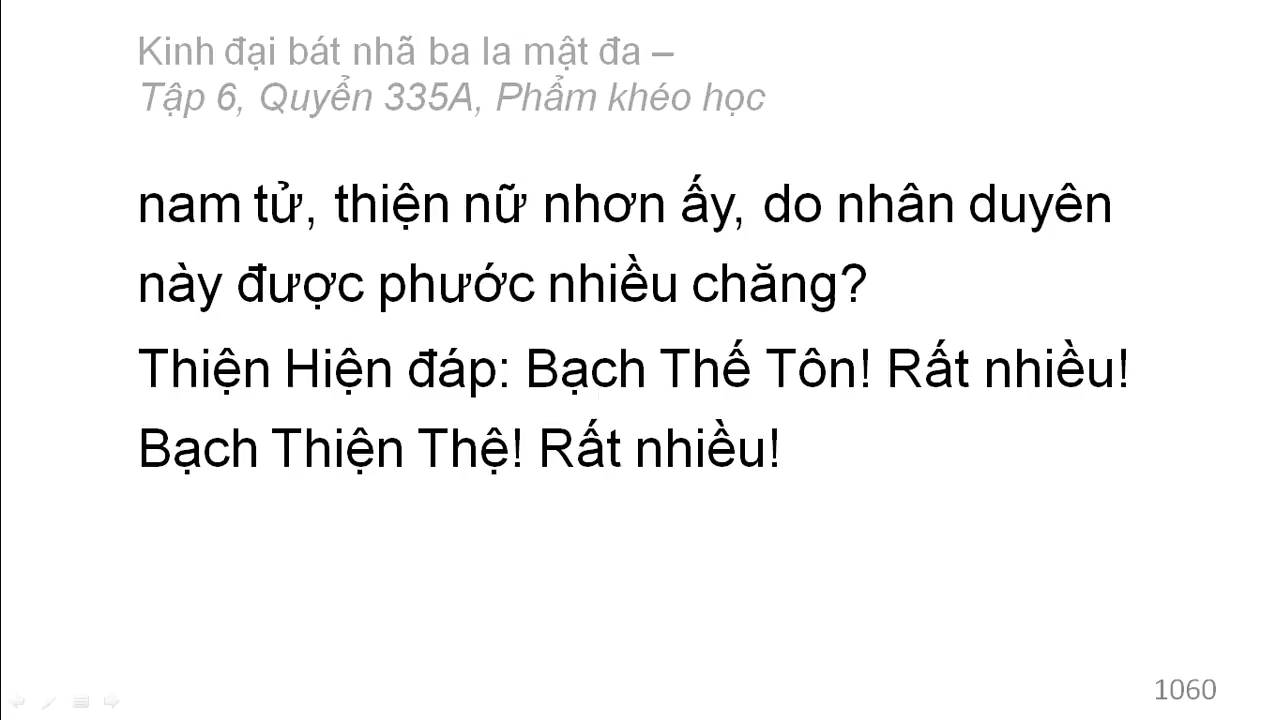 Kinh đại bát nhã ba la mật đa –
Tập 6, Quyển 335A, Phẩm khéo học
nam tử, thiện nữ nhơn ấy, do nhân duyên
này được phước nhiều chăng?
Thiện Hiện đáp: Bạch Thế Tôn! Rất nhiều!
Bạch Thiện Thệ! Rất nhiều!
1060